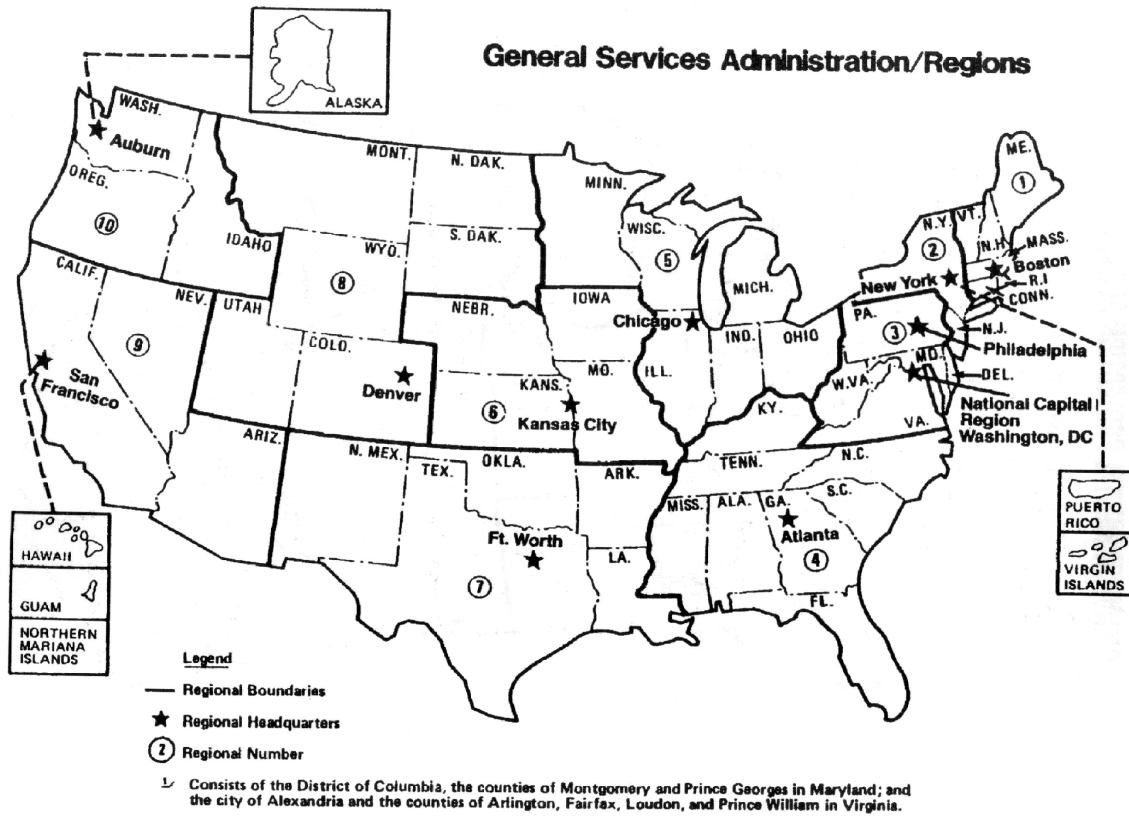 General Services Administration/Regions
ALASKA
WASH.
Auburn
OREG.
10
IDAHO
MONT.
N. DAK.
S. DAK.
WYO.
8
MINN.
WISC.
5
MICH.
ME.
1
N.Y.
VT.
2
N.H
MASS.
Boston
R.I
CONN.
New York
CALIF.
NEV.
9
UTAH
COLO.
Denver
NEBR.
IOWA
Chicago
ILL.
IND.
OHIO
PA.
3
N.J.
Philadelphia
MD.
DEL.
W.VA
VA.
National Capital
Region
Washington, DC
San
Francisco
KANS.
6
Kansas City
MO.
KY.
ARIZ.
N. MEX.
TEX.
OKLA.
ARK.
TENN.
N.C.
S.C.
MISS.
ALA.
GA.
Atlanta
4
Ft. Worth
7
LA.
FL.
HAWAII
GUAM
NORTHERN
MARIANA
ISLANDS
PUERTO
RICO
VIRGIN
ISLANDS
Legend
Regional Boundaries
Regional Headquarters
2 Regional Number
1/ Consists of the District of Columbia, the counties of Montgomery and Prince Georges in Maryland; and
the city of Alexandria and the counties of Arlington, Fairfax, Loudon, and Prince William in Virginia.